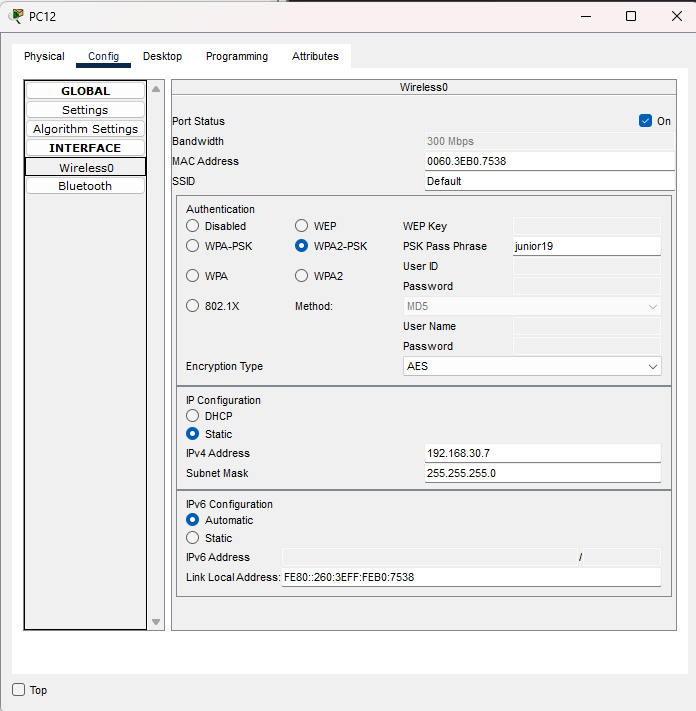 PC12
Physical Config Desktop Programming Attributes
GLOBAL
Settings
Algorithm Settings
INTERFACE
Wireless0
Bluetooth
Wireless0
Port Status On
Bandwidth 300 Mbps
MAC Address 0060.3EB0.7538
SSID Default
Authentication
Disabled WEP WEP Key
WPA-PSK WPA2-PSK PSK Pass Phrase junior19
User ID
WPA WPA2
Password
802.1X Method: MD5
User Name
Password
Encryption Type AES
IP Configuration
DHCP
Static
IPv4 Address 192.168.30.7
Subnet Mask 255.255.255.0
IPv6 Configuration
Automatic
Static
IPv6 Address /
Link Local Address: FE80::260:3EFF:FEB0:7538
Top